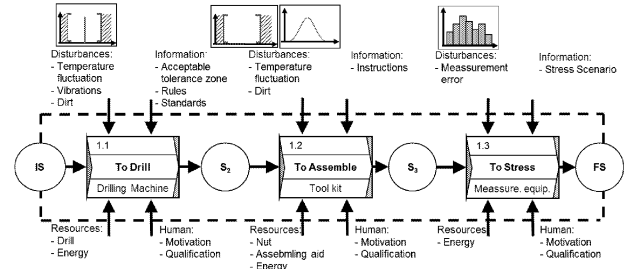 Disturbances:
- Temperature
fluctuation
- Vibrations
- Dirt
Information:
- Acceptable
tolerance zone
- Rules
- Standards
Disturbances:
- Temperature
fluctuation
- Dirt
Information:
- Instructions
Disturbances:
- Meassurement
error
Information:
- Stress Scenario
IS
1.1
To Drill
Drilling Machine
S2
1.2
To Assemble
Tool kit
S3
1.3
To Stress
Meassure. equip.
FS
Resources:
- Drill
- Energy
Human:
- Motivation
- Qualification
Resources:
- Nut
- Assebmling aid
- Energy
Human:
- Motivation
- Qualification
Resources:
- Energy
Human:
- Motivation
- Qualification